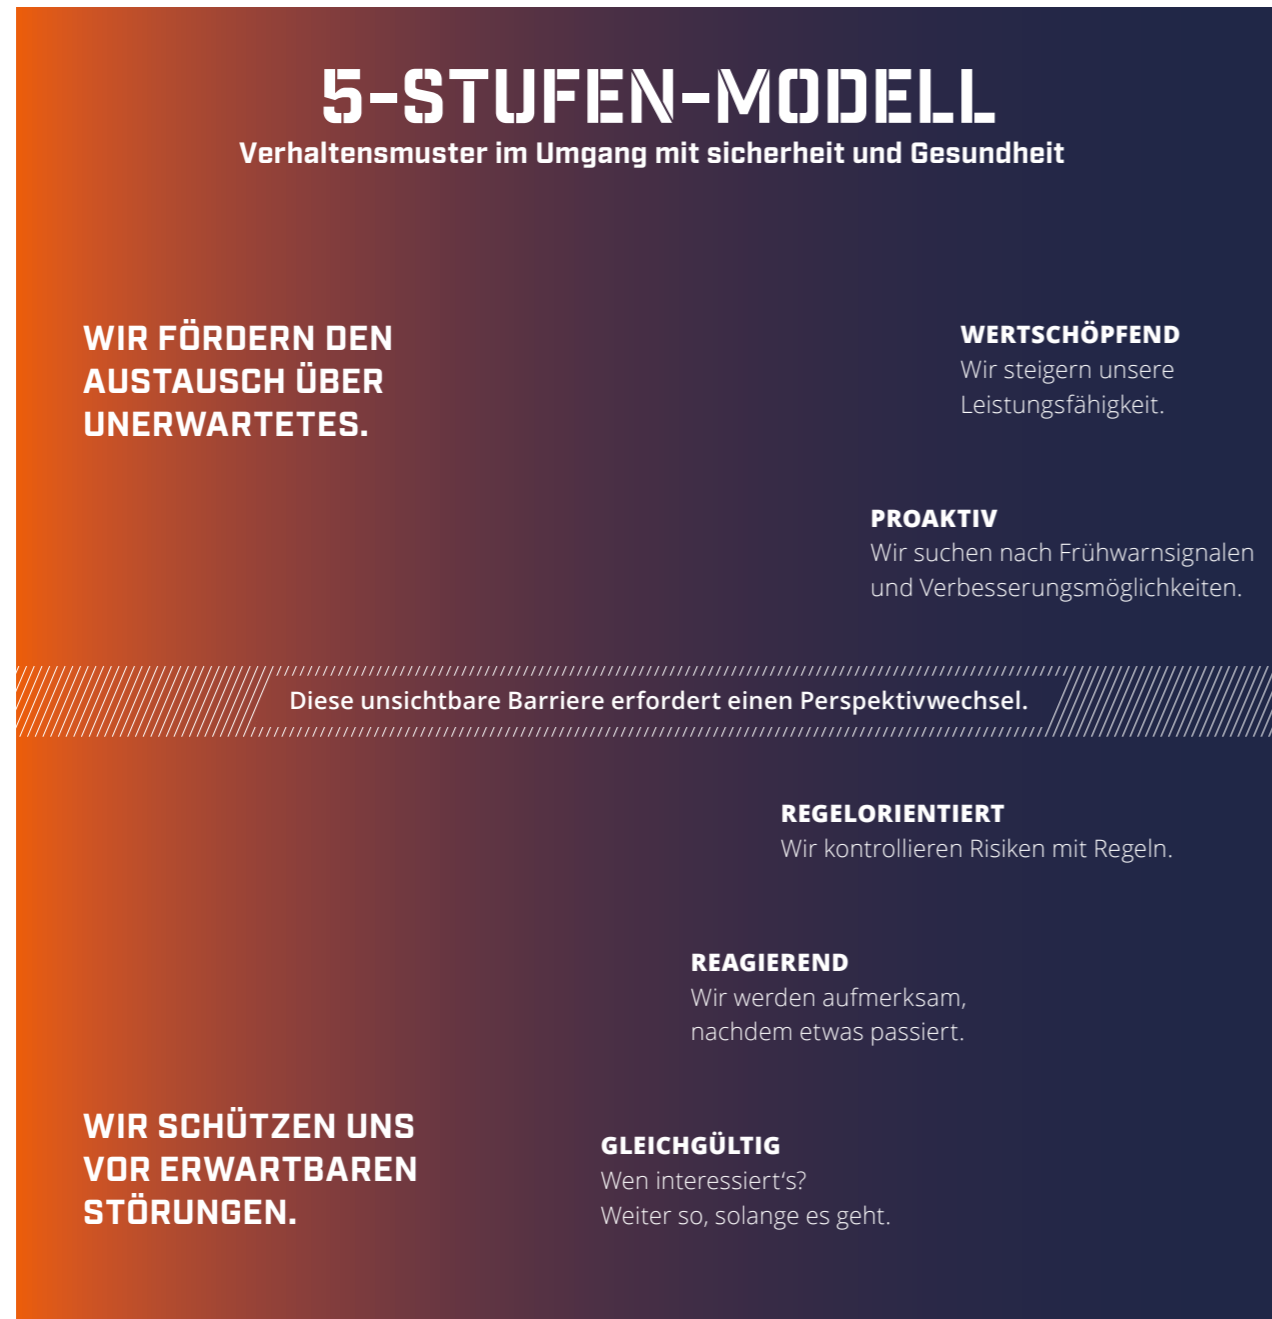 5-STUFEN-MODELL
Verhaltensmuster im Umgang mit sicherheit und Gesundheit
WIR FÖRDERN DEN
AUSTAUSCH ÜBER
UNERWARTETES.
WERTSCHÖPFEND
Wir steigern unsere
Leistungsfähigkeit.
PROAKTIV
Wir suchen nach Frühwarnsignalen
und Verbesserungsmöglichkeiten.
Diese unsichtbare Barriere erfordert einen Perspektivwechsel.
REGELORIENTIERT
Wir kontrollieren Risiken mit Regeln.
REAGIEREND
Wir werden aufmerksam,
nachdem etwas passiert.
WIR SCHÜTZEN UNS
VOR ERWARTBAREN
STÖRUNGEN.
GLEICHGÜLTIG
Wen interessiert’s?
Weiter so, solange es geht.